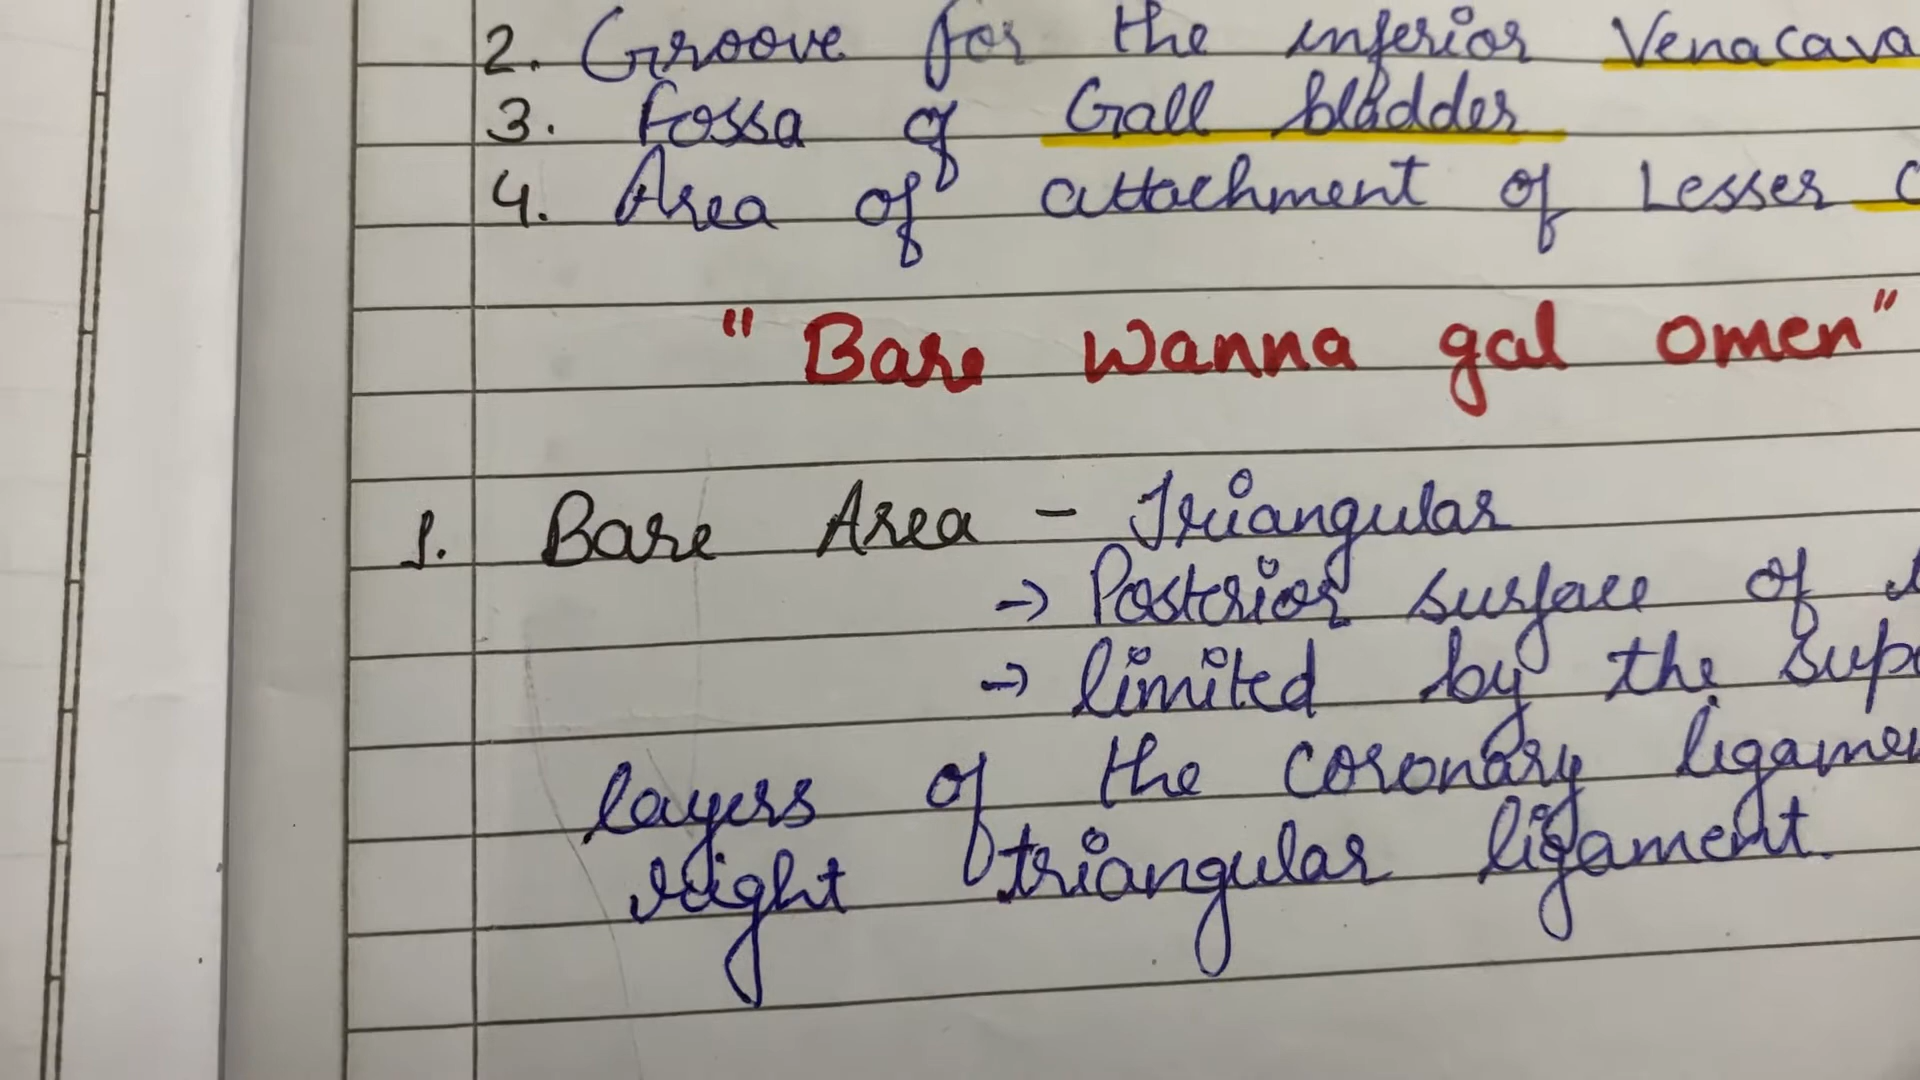 2. Groove for the inferior Venacava
3. Fossa of Gall bladder
4. Area of attachment of Lesser
"Bare wanna gal omen"
1. Bare Area - Triangular
→ Posterior surface of
→ limited by the
layers of the coronary
right triangular ligament.